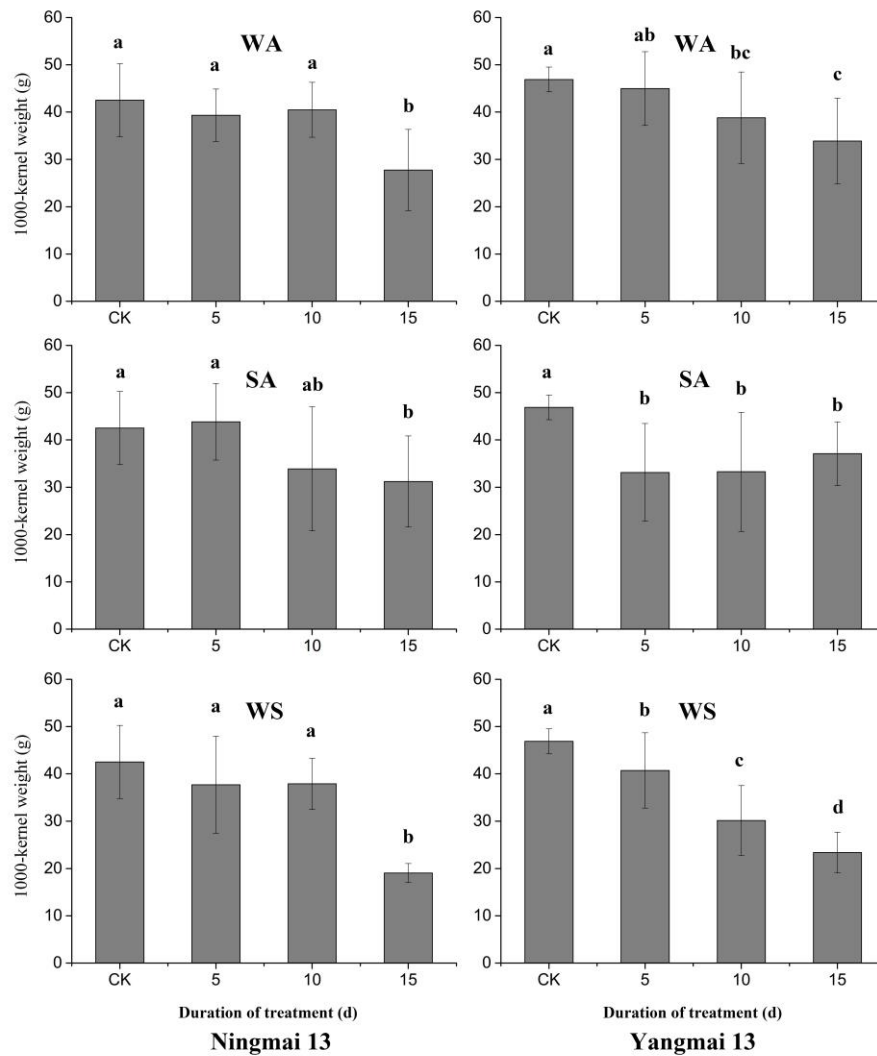 WA
a
a
a
b
60
50
40
30
20
10
0
1000-kernel weight (g)
CK
5
10
15
WA
a
ab
bc
c
60
50
40
30
20
10
0
CK
5
10
15
SA
a
a
ab
b
60
50
40
30
20
10
0
1000-kernel weight (g)
CK
5
10
15
SA
a
b
b
b
60
50
40
30
20
10
0
CK
5
10
15
WS
a
a
a
b
60
50
40
30
20
10
0
1000-kernel weight (g)
CK
5
10
15
Duration of treatment (d)
Ningmai 13
WS
a
b
c
d
60
50
40
30
20
10
0
CK
5
10
15
Duration of treatment (d)
Yangmai 13